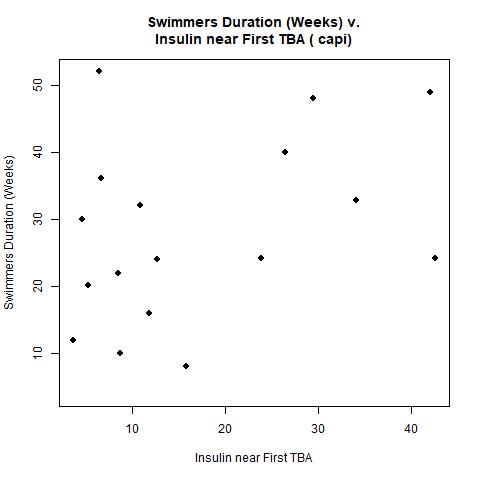 Swimmers Duration (Weeks) v.
Insulin near First TBA ( capi)
Swimmers Duration (Weeks)
50
40
30
20
10
10 20 30 40
Insulin near First TBA